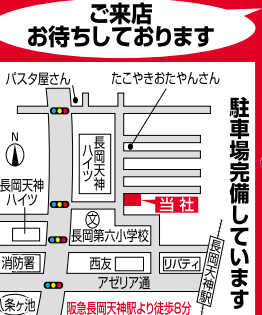 ご来店
お待ちしております
パスタ屋さん
たこやきおたやんさん
駐車場完備しています
N
長岡天神
ハイツ
長岡天神
ハイツ
当社
文
長岡第六小学校
消防署
西友
リバティ
アゼリア通
長岡天神駅
八条ヶ池
阪急長岡天神駅より徒歩8分